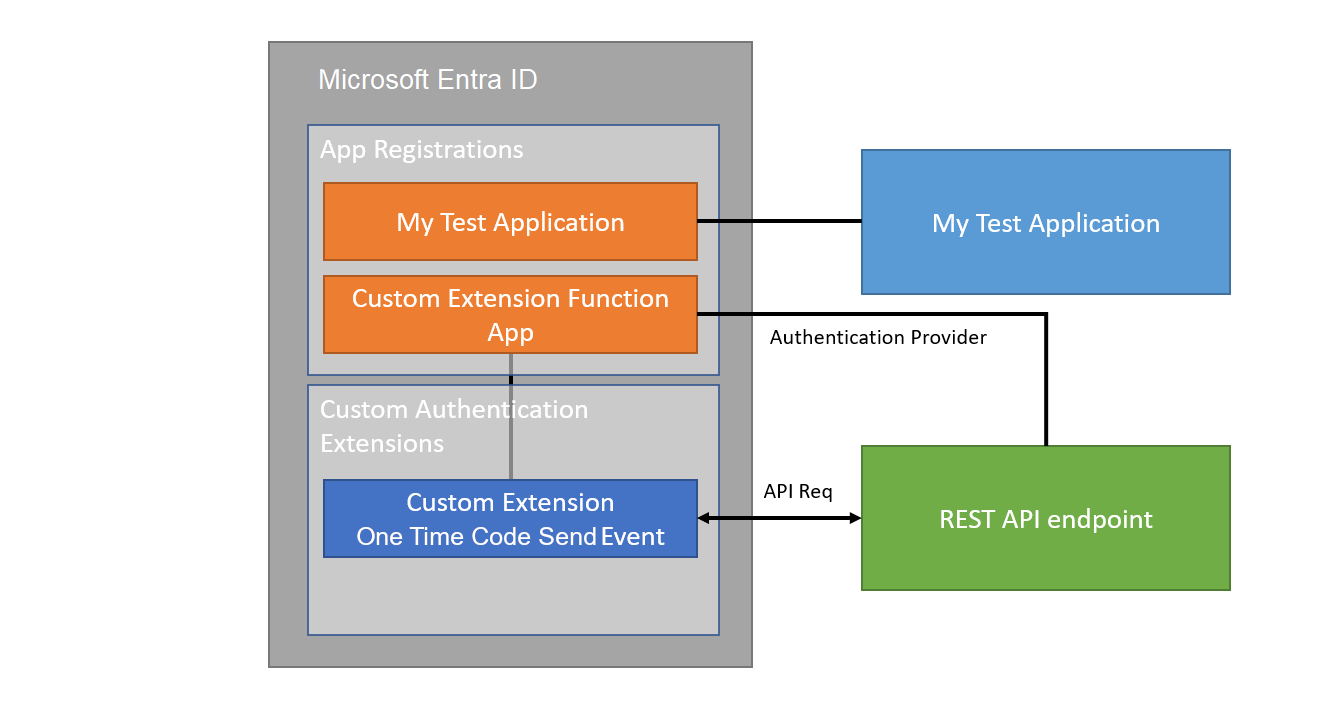 Microsoft Entra ID
App Registrations
My Test Application
My Test Application
Custom Extension Function
App
Authentication Provider
Custom Authentication
Extensions
Custom Extension
One Time Code Send Event
API Req
REST API endpoint